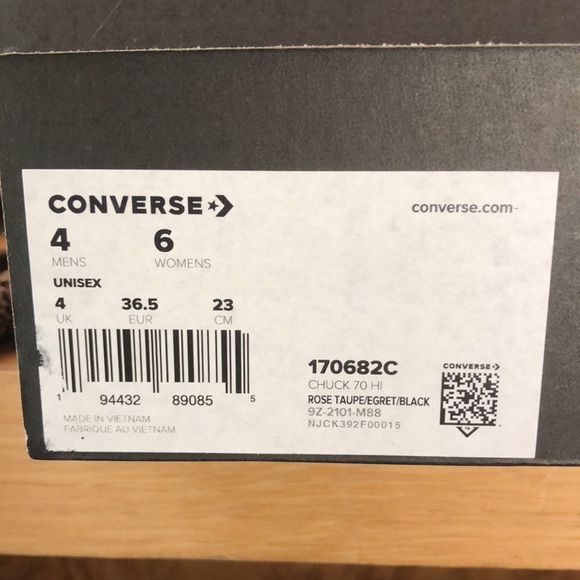 CONVERSE
converse.com-
4 6
MENS WOMENS
UNISEX
4 36.5 23
UK EUR CM
1 94432 89085 5
MADE IN VIETNAM
FABRIQUE AU VIETNAM
170682C
CHUCK 70 HI
ROSE TAUPE/EGRET/BLACK
9Z-2101-M88
NJCK392F00015
CONVERSE